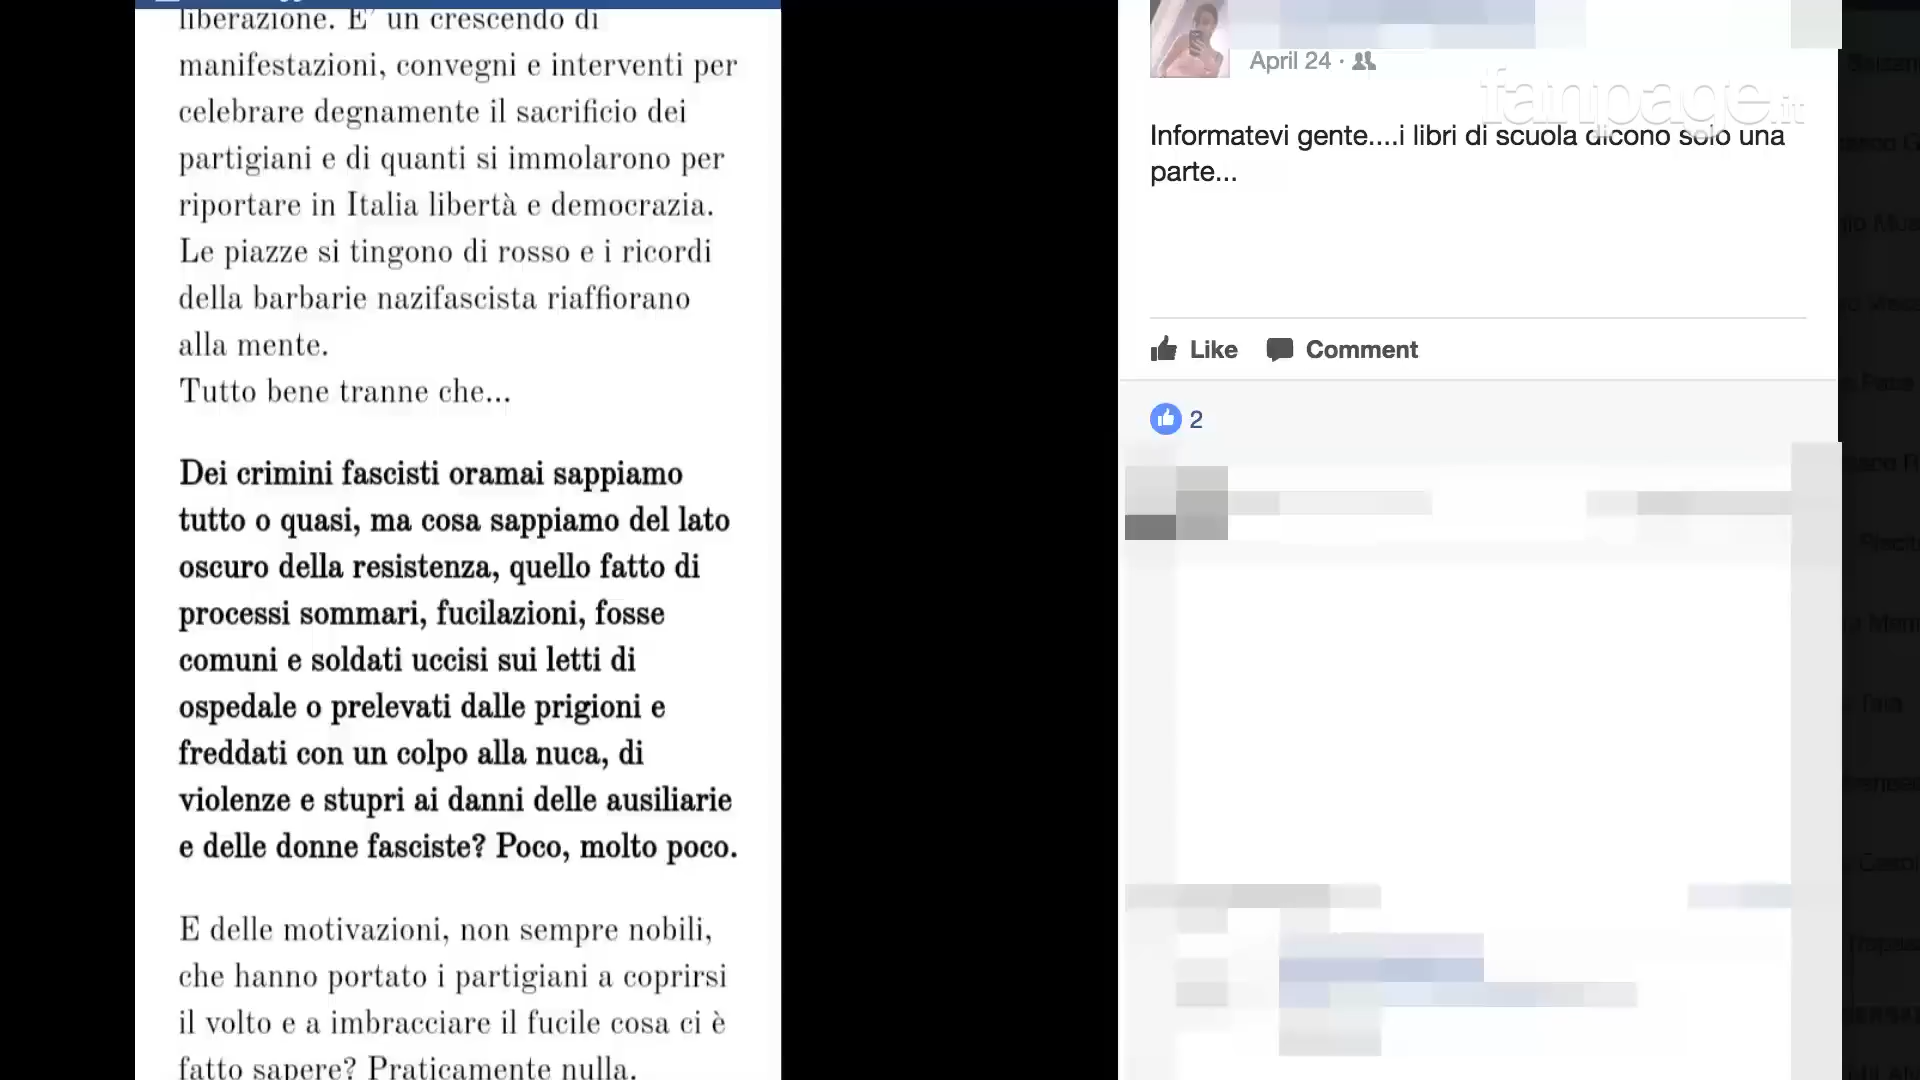 liberazione. E' un crescendo di
manifestazioni, convegni e interventi per
celebrare degnamente il sacrificio dei
partigiani e di quanti si immolarono per
riportare in Italia libertà e democrazia.
Le piazze si tingono di rosso e i ricordi
della barbarie nazifascista riaffiorano
alla mente.
Tutto bene tranne che...
Dei crimini fascisti oramai sappiamo
tutto o quasi, ma cosa sappiamo del lato
oscuro della resistenza, quello fatto di
processi sommari, fucilazioni, fosse
comuni e soldati uccisi sui letti di
ospedale o prelevati dalle prigioni e
freddati con un colpo alla nuca, di
violenze e stupri ai danni delle ausiliarie
e delle donne fasciste? Poco, molto poco.
E delle motivazioni, non sempre nobili,
che hanno portato i partigiani a coprirsi
il volto e a imbracciare il fucile cosa ci è
fatto sapere? Praticamente nulla.
April 24 ·
fanpage.it
Informatevi gente....i libri di scuola dicono solo una
parte...
Like Comment
2